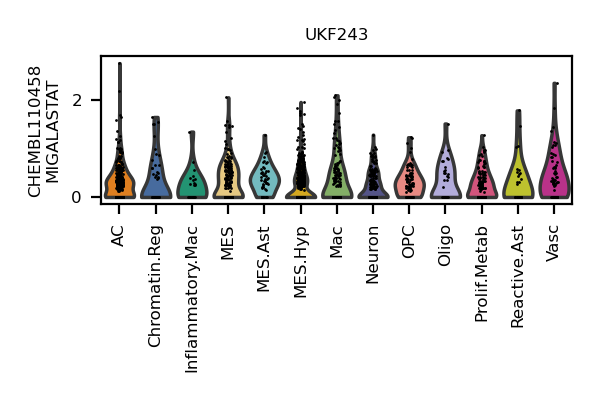 UKF243
CHEMBL110458
MIGALASTAT
2
0
AC
Chromatin.Reg
Inflammatory.Mac
MES
MES.Ast
MES.Hyp
Mac
Neuron
OPC
Oligo
Prolif.Metab
Reactive.Ast
Vasc